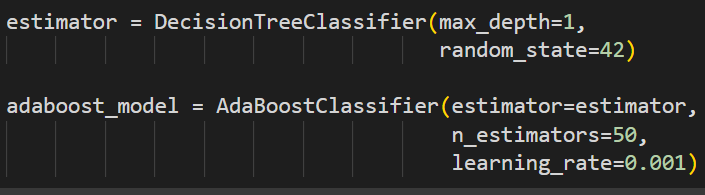 estimator = DecisionTreeClassifier(max_depth=1,
random_state=42)
adaboost_model = AdaBoostClassifier(estimator=estimator,
n_estimators=50,
learning_rate=0.001)